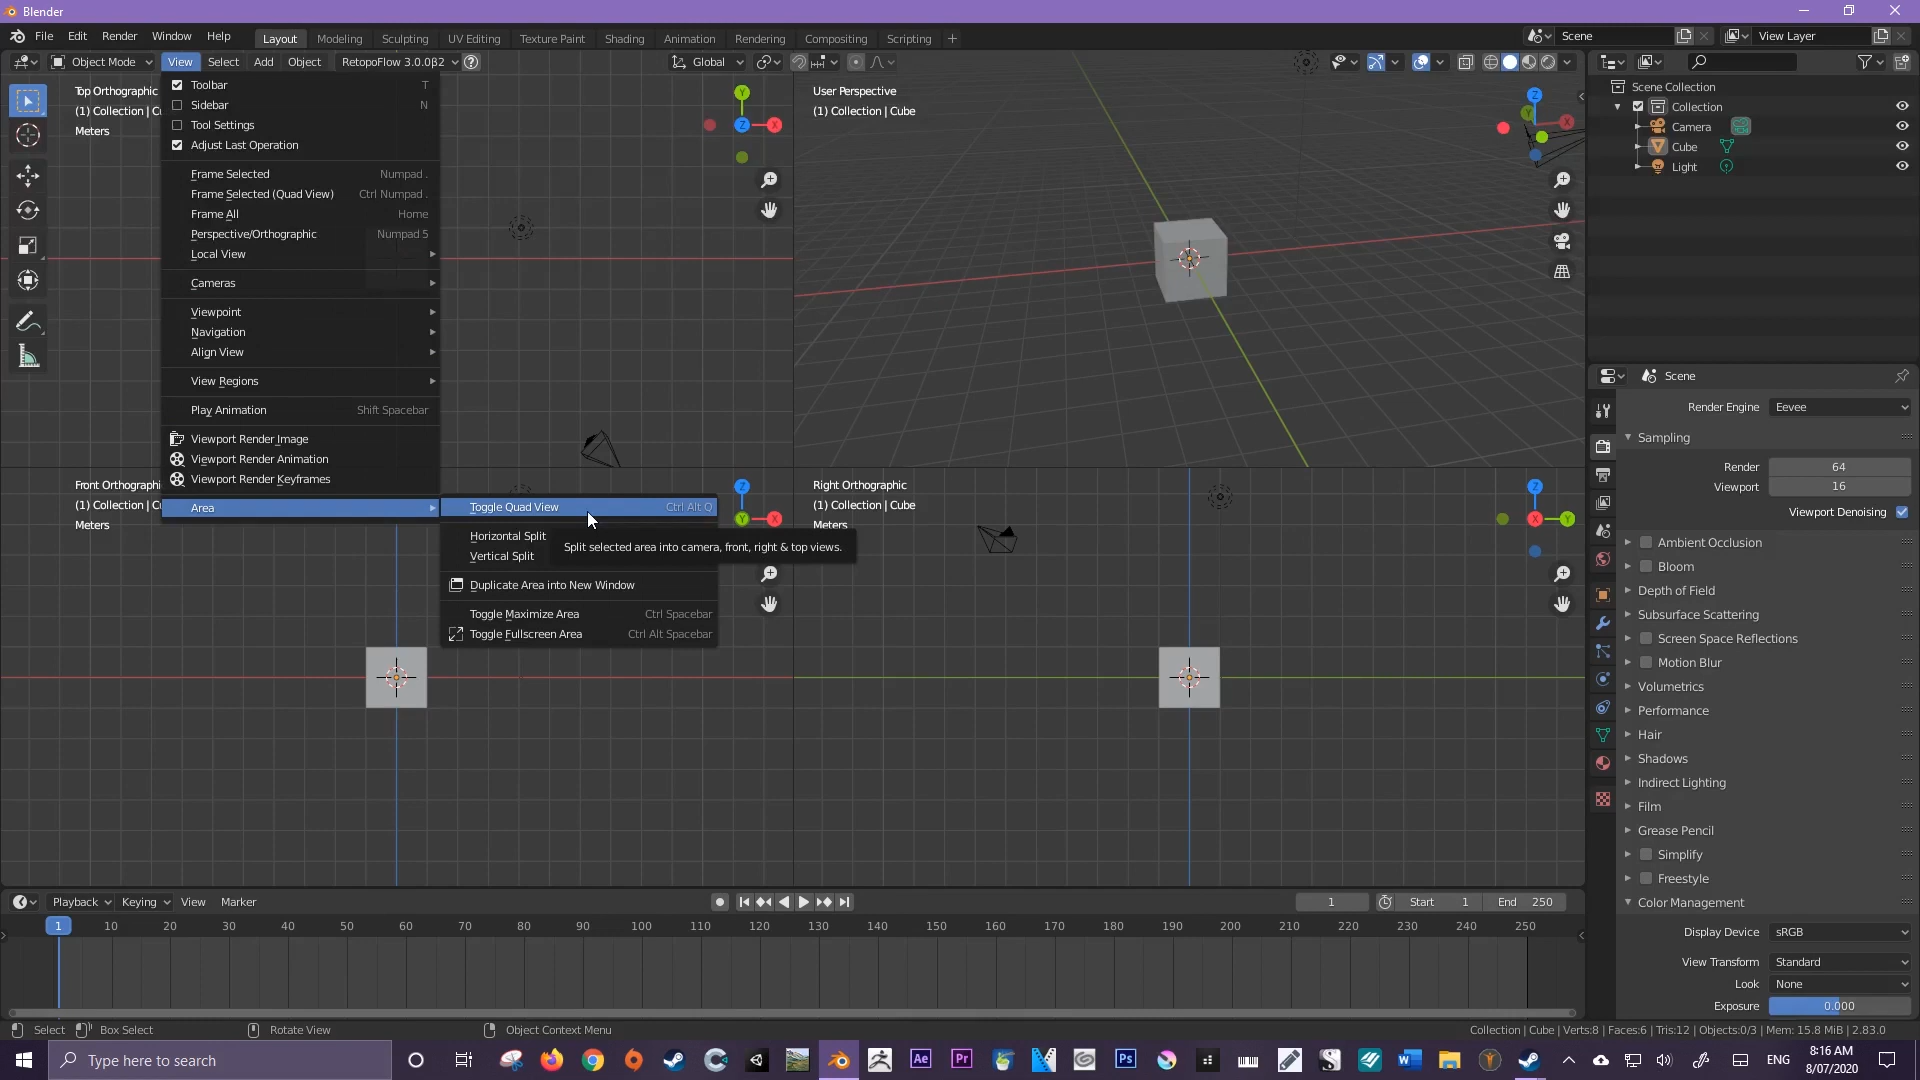 Blender
File Edit Render Window Help Layout Modeling Sculpting UV Editing Texture Paint Shading Animation Rendering Compositing Scripting + Scene View Layer
Object Mode View Select Add Object RetopoFlow 3.0.0β2 ? Global
Top Orthographic
(1) Collection | C
Meters
Toolbar T
Sidebar N
Tool Settings
Adjust Last Operation
Frame Selected Numpad .
Frame Selected (Quad View) Ctrl Numpad .
Frame All Home
Perspective/Orthographic Numpad 5
Local View
Cameras
Viewpoint
Navigation
Align View
View Regions
Play Animation Shift Spacebar
Viewport Render Image
Viewport Render Animation
Viewport Render Keyframes
Area
Toggle Quad View Ctrl Alt Q
Horizontal Split
Vertical Split
Split selected area into camera, front, right & top views.
Duplicate Area into New Window
Toggle Maximize Area Ctrl Spacebar
Toggle Fullscreen Area Ctrl Alt Spacebar
Y
Z X
User Perspective
(1) Collection | Cube
Z
Y X
Front Orthographi
(1) Collection | C
Meters
Z
Y X
Right Orthographic
(1) Collection | Cube
Meters
Z
X Y
Scene Collection
Collection
Camera
Cube
Light
Scene
Render Engine Eevee
Sampling
Render 64
Viewport 16
Viewport Denoising
Ambient Occlusion
Bloom
Depth of Field
Subsurface Scattering
Screen Space Reflections
Motion Blur
Volumetrics
Performance
Hair
Shadows
Indirect Lighting
Film
Grease Pencil
Simplify
Freestyle
Color Management
Display Device sRGB
View Transform Standard
Look None
Exposure 0.000
Playback Keying View Marker 1 Start 1 End 250
1 10 20 30 40 50 60 70 80 90 100 110 120 130 140 150 160 170 180 190 200 210 220 230 240 250
Select Box Select Rotate View Object Context Menu Collection | Cube | Verts:8 | Faces:6 | Tris:12 | Objects:0/3 | Mem: 15.8 MiB | 2.83.0
Type here to search Ae Pr Ps ENG 8:16 AM
8/07/2020